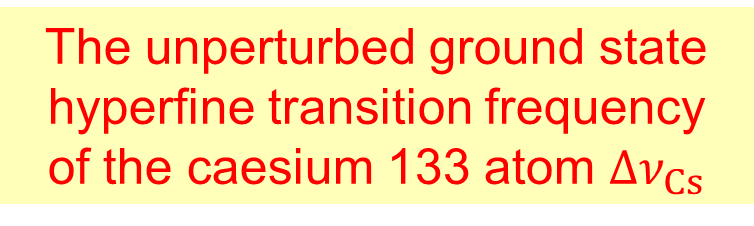 The unperturbed ground state
hyperfine transition frequency
of the caesium 133 atom Δν_Cs